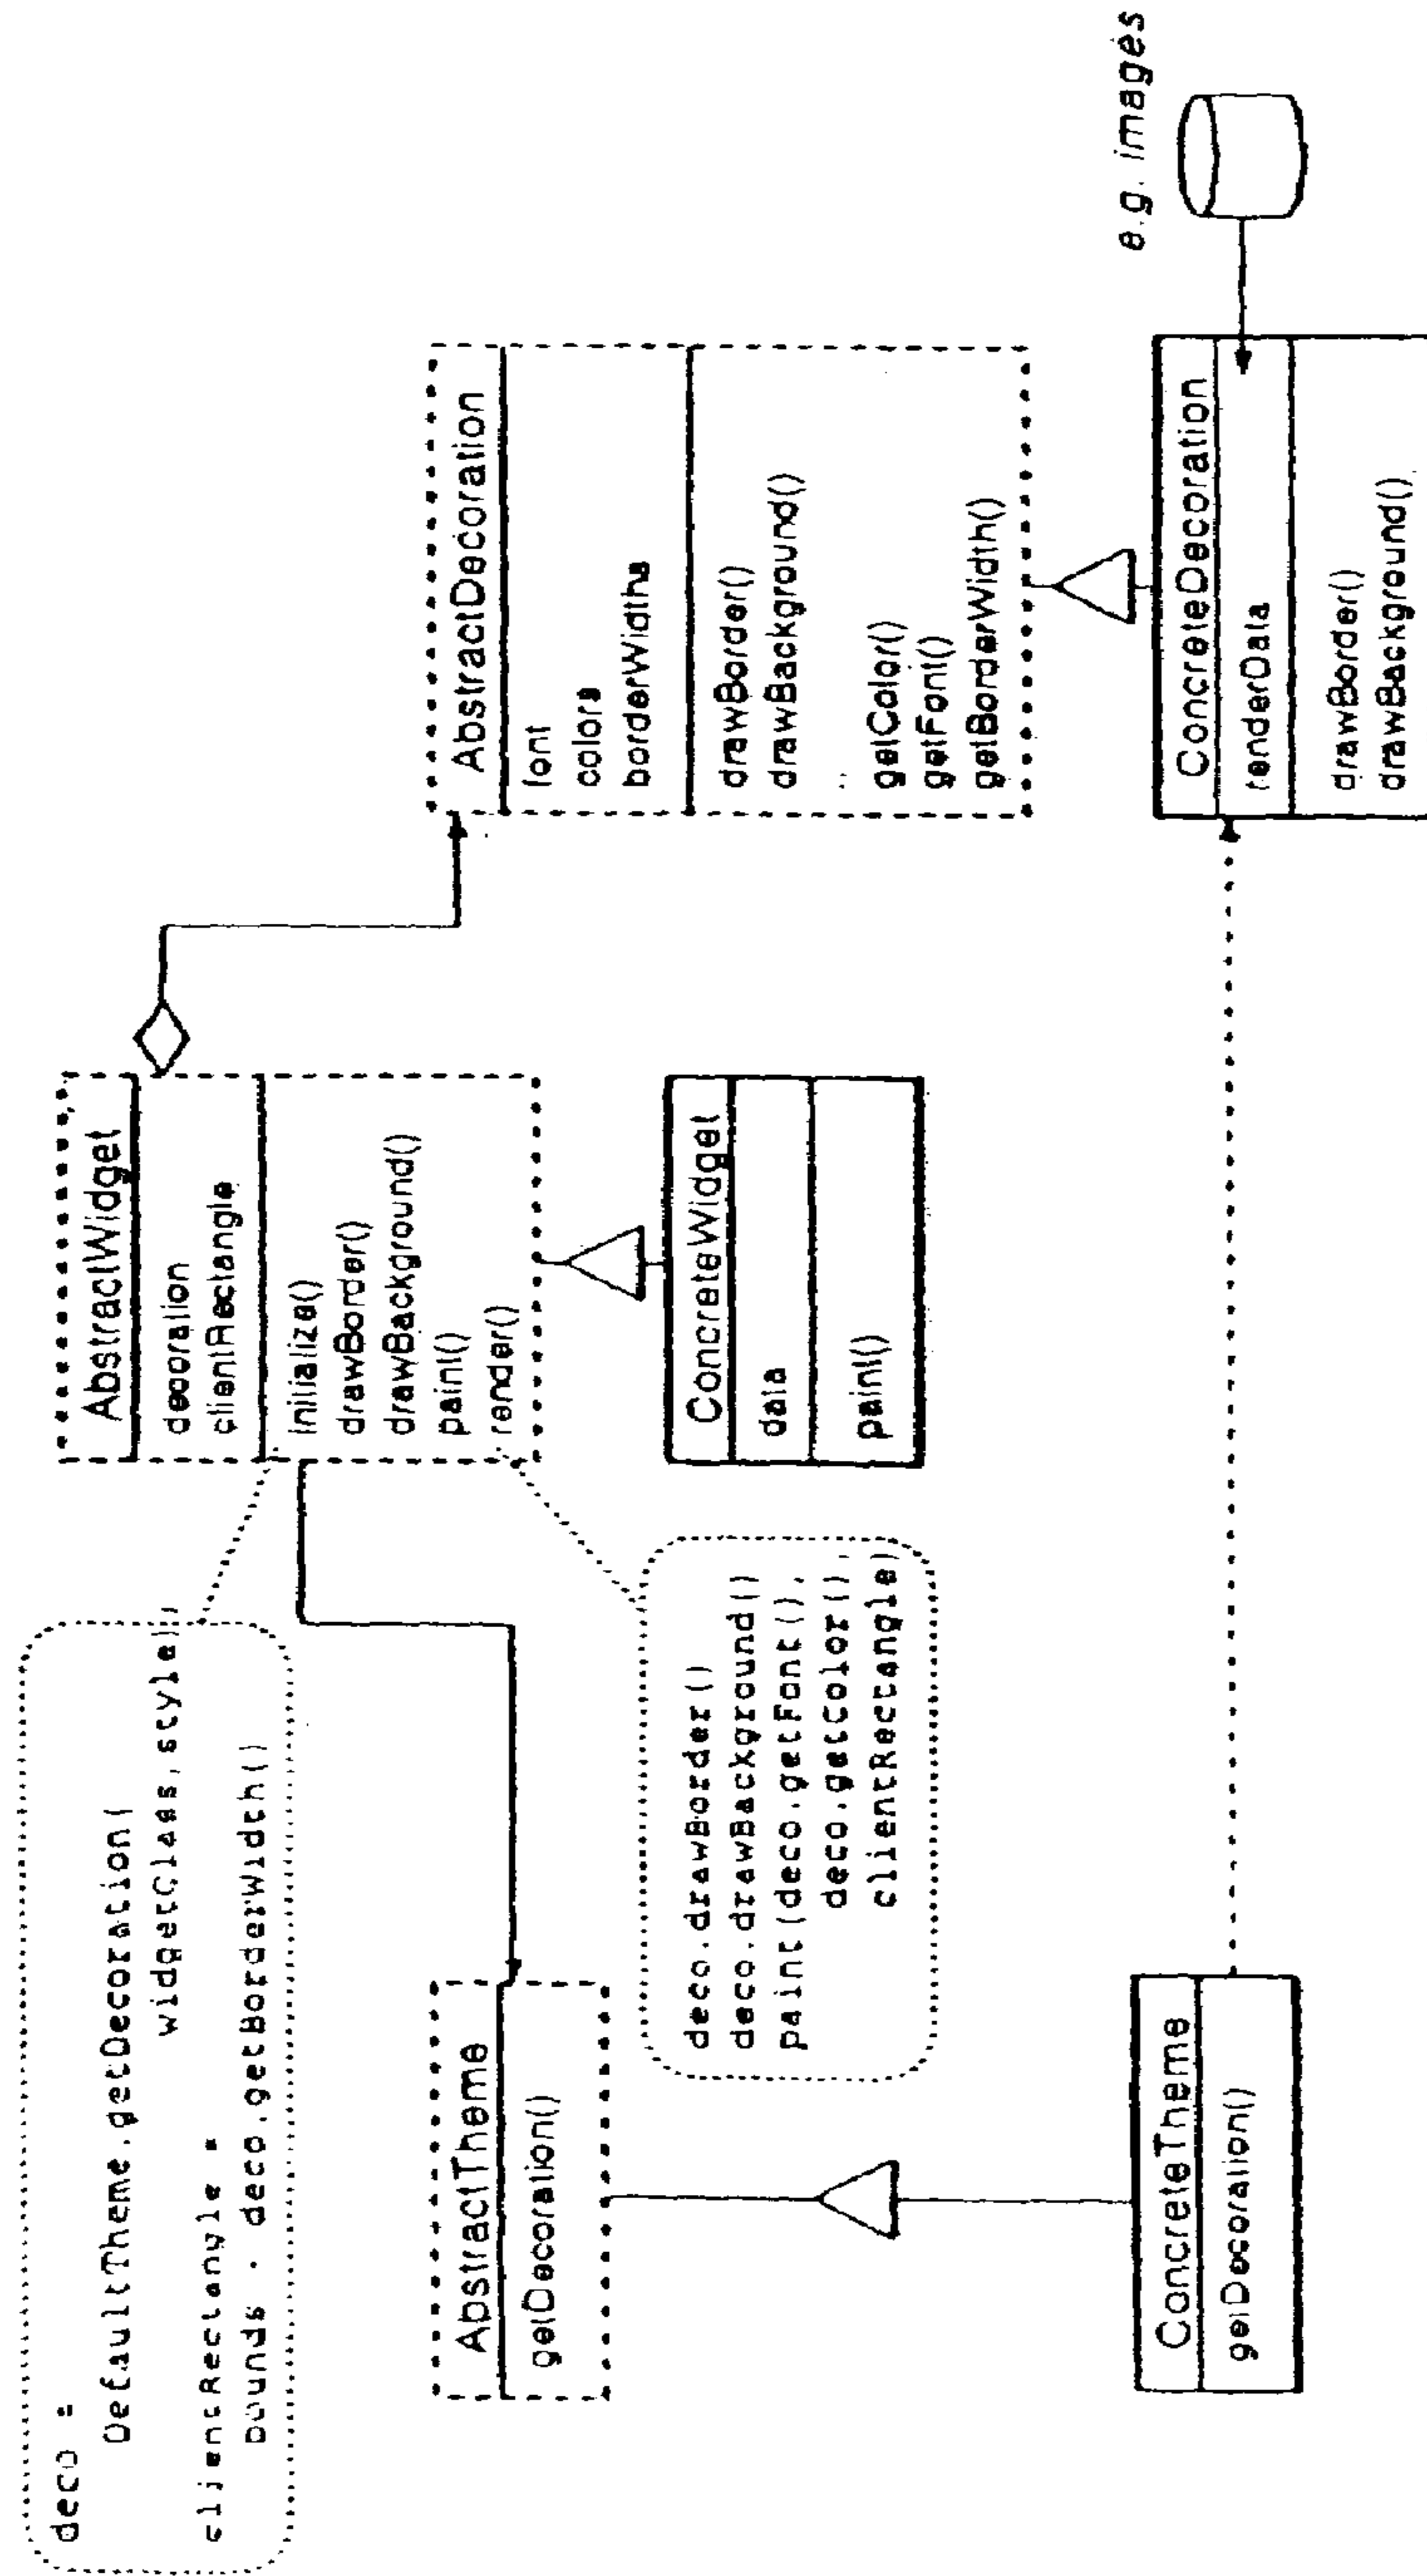 deco =
DefaultTheme.getDecoration(
widgetClass, style);
clientRectangle =
bounds - deco.getBorderWidth()
AbstractWidget
decoration
clientRectangle
initialize()
drawBorder()
drawBackground()
paint()
render()
AbstractTheme
getDecoration()
deco.drawBorder()
deco.drawBackground()
paint(deco.getFont(),
deco.getColor(),
clientRectangle)
ConcreteWidget
data
paint()
AbstractDecoration
font
colors
borderWidths
drawBorder()
drawBackground()
..
getColor()
getFont()
getBorderWidth()
ConcreteTheme
getDecoration()
ConcreteDecoration
renderData
drawBorder()
drawBackground()
e.g. images